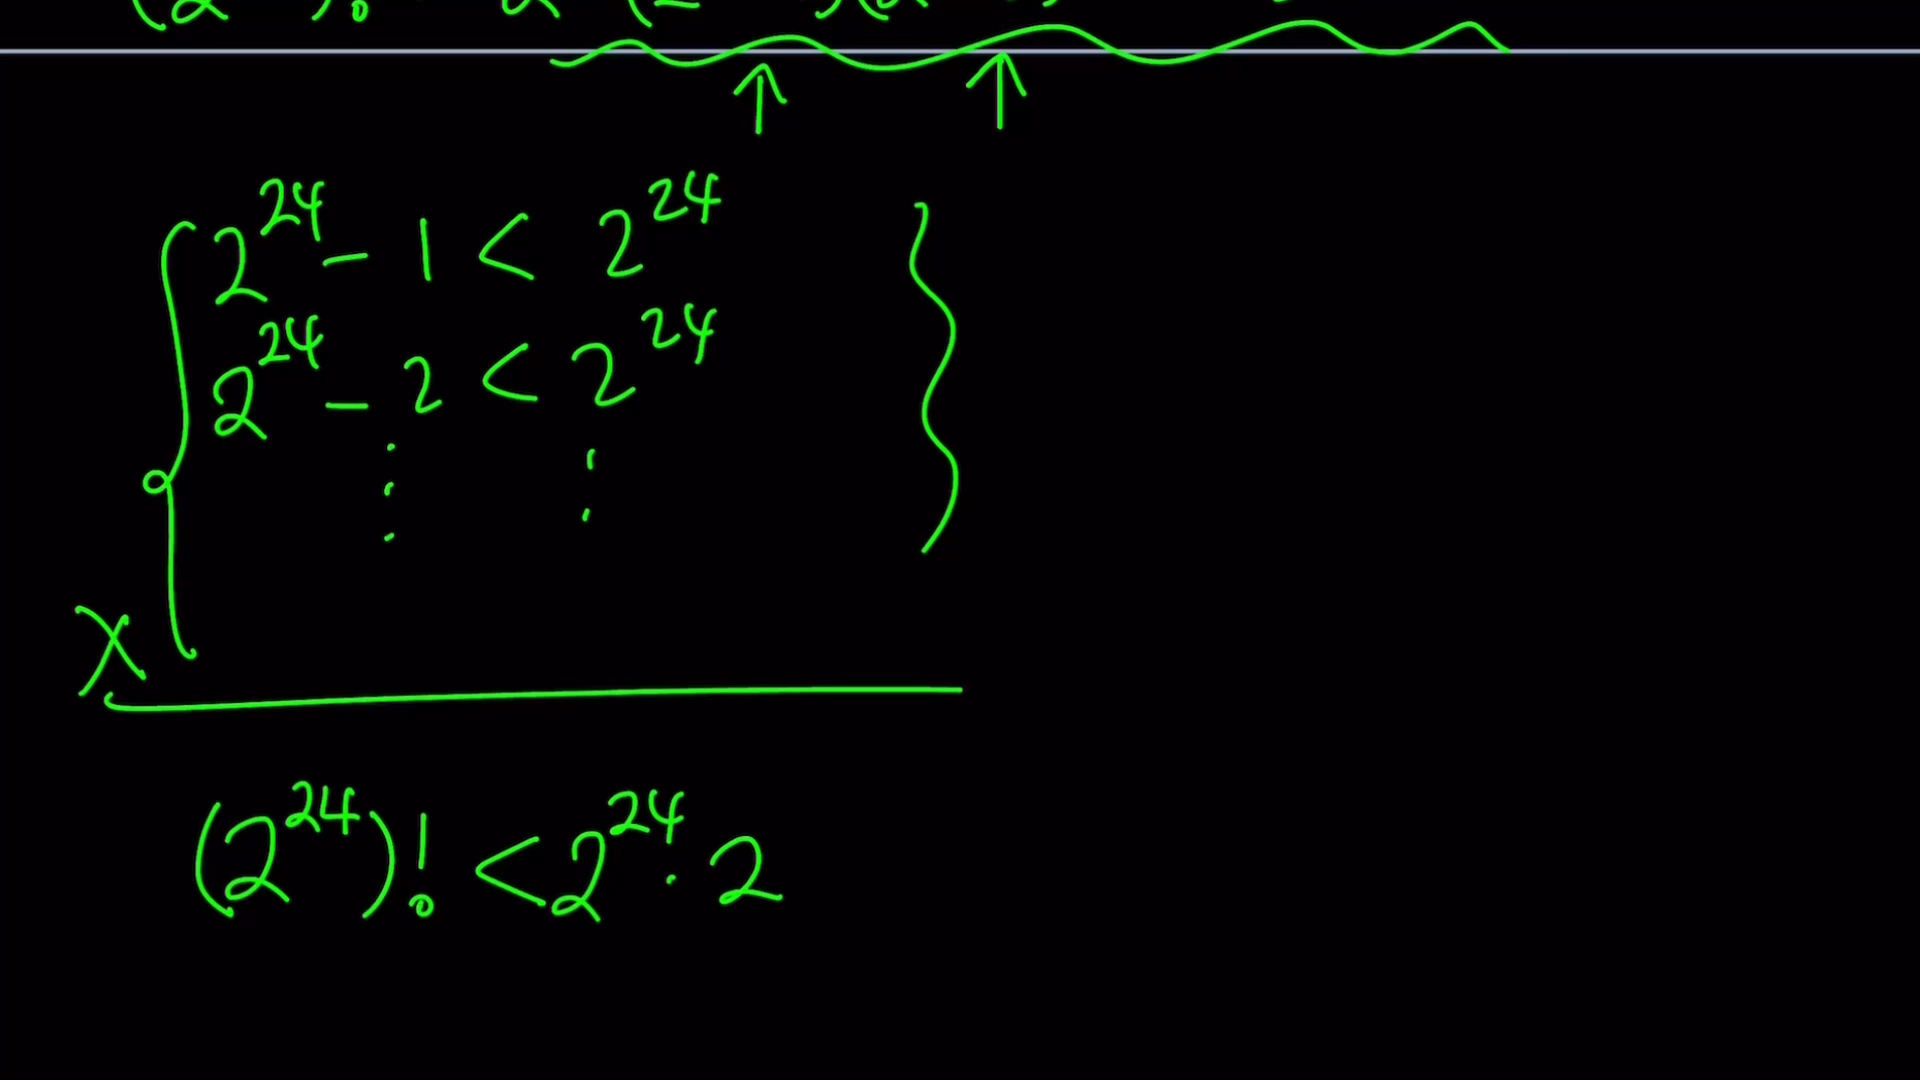 2^24 - 1 < 2^24
2^24 - 2 < 2^24
⋮ ⋮
X
(2^24)! < 2^24 · 2